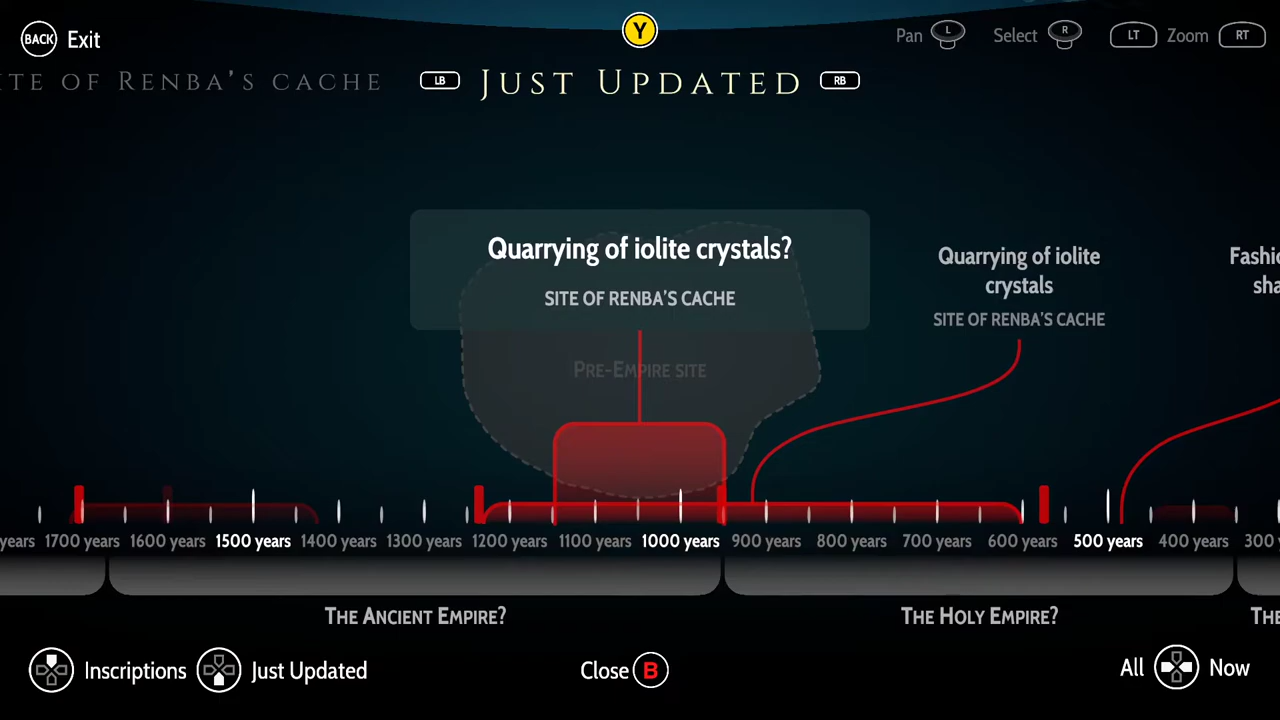 BACK Exit
Y
Pan L Select R LT Zoom RT
ITE OF RENBA'S CACHE LB JUST UPDATED RB
Quarrying of iolite crystals?
SITE OF RENBA'S CACHE
Quarrying of iolite
crystals
SITE OF RENBA'S CACHE
Fashi
sha
PRE-EMPIRE SITE
years 1700 years 1600 years 1500 years 1400 years 1300 years 1200 years 1100 years 1000 years 900 years 800 years 700 years 600 years 500 years 400 years 300
THE ANCIENT EMPIRE? THE HOLY EMPIRE? THE
Inscriptions Just Updated Close B All Now